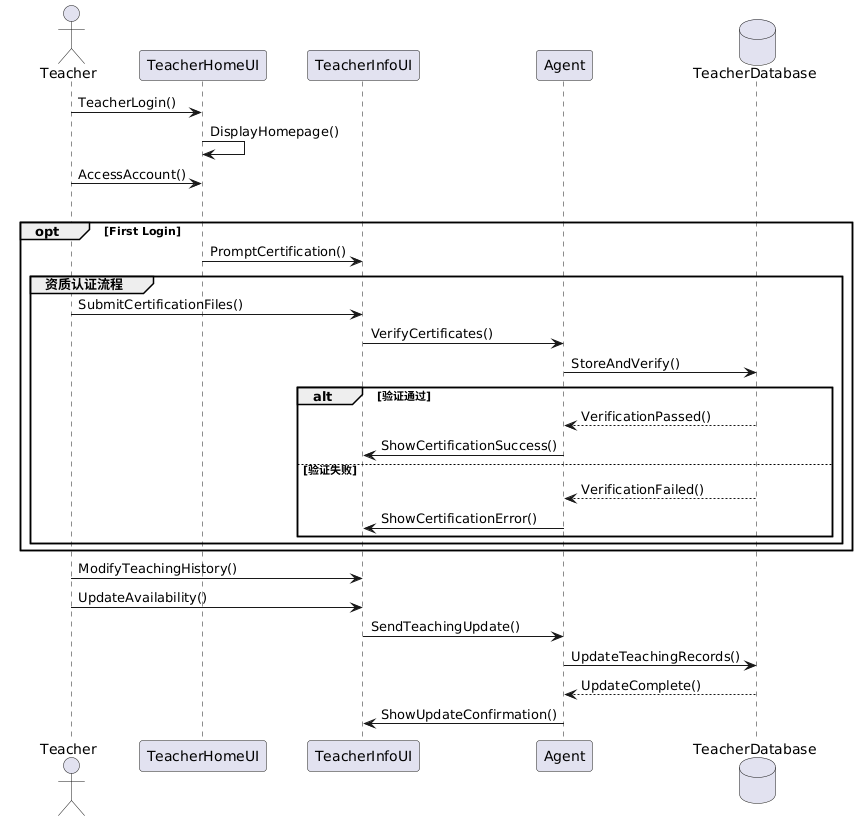 Teacher
TeacherHomeUI
TeacherInfoUI
Agent
TeacherDatabase
TeacherLogin()
DisplayHomepage()
AccessAccount()
opt
[First Login]
PromptCertification()
资质认证流程
SubmitCertificationFiles()
VerifyCertificates()
StoreAndVerify()
alt
[验证通过]
VerificationPassed()
ShowCertificationSuccess()
[验证失败]
VerificationFailed()
ShowCertificationError()
ModifyTeachingHistory()
UpdateAvailability()
SendTeachingUpdate()
UpdateTeachingRecords()
UpdateComplete()
ShowUpdateConfirmation()
Teacher
TeacherHomeUI
TeacherInfoUI
Agent
TeacherDatabase